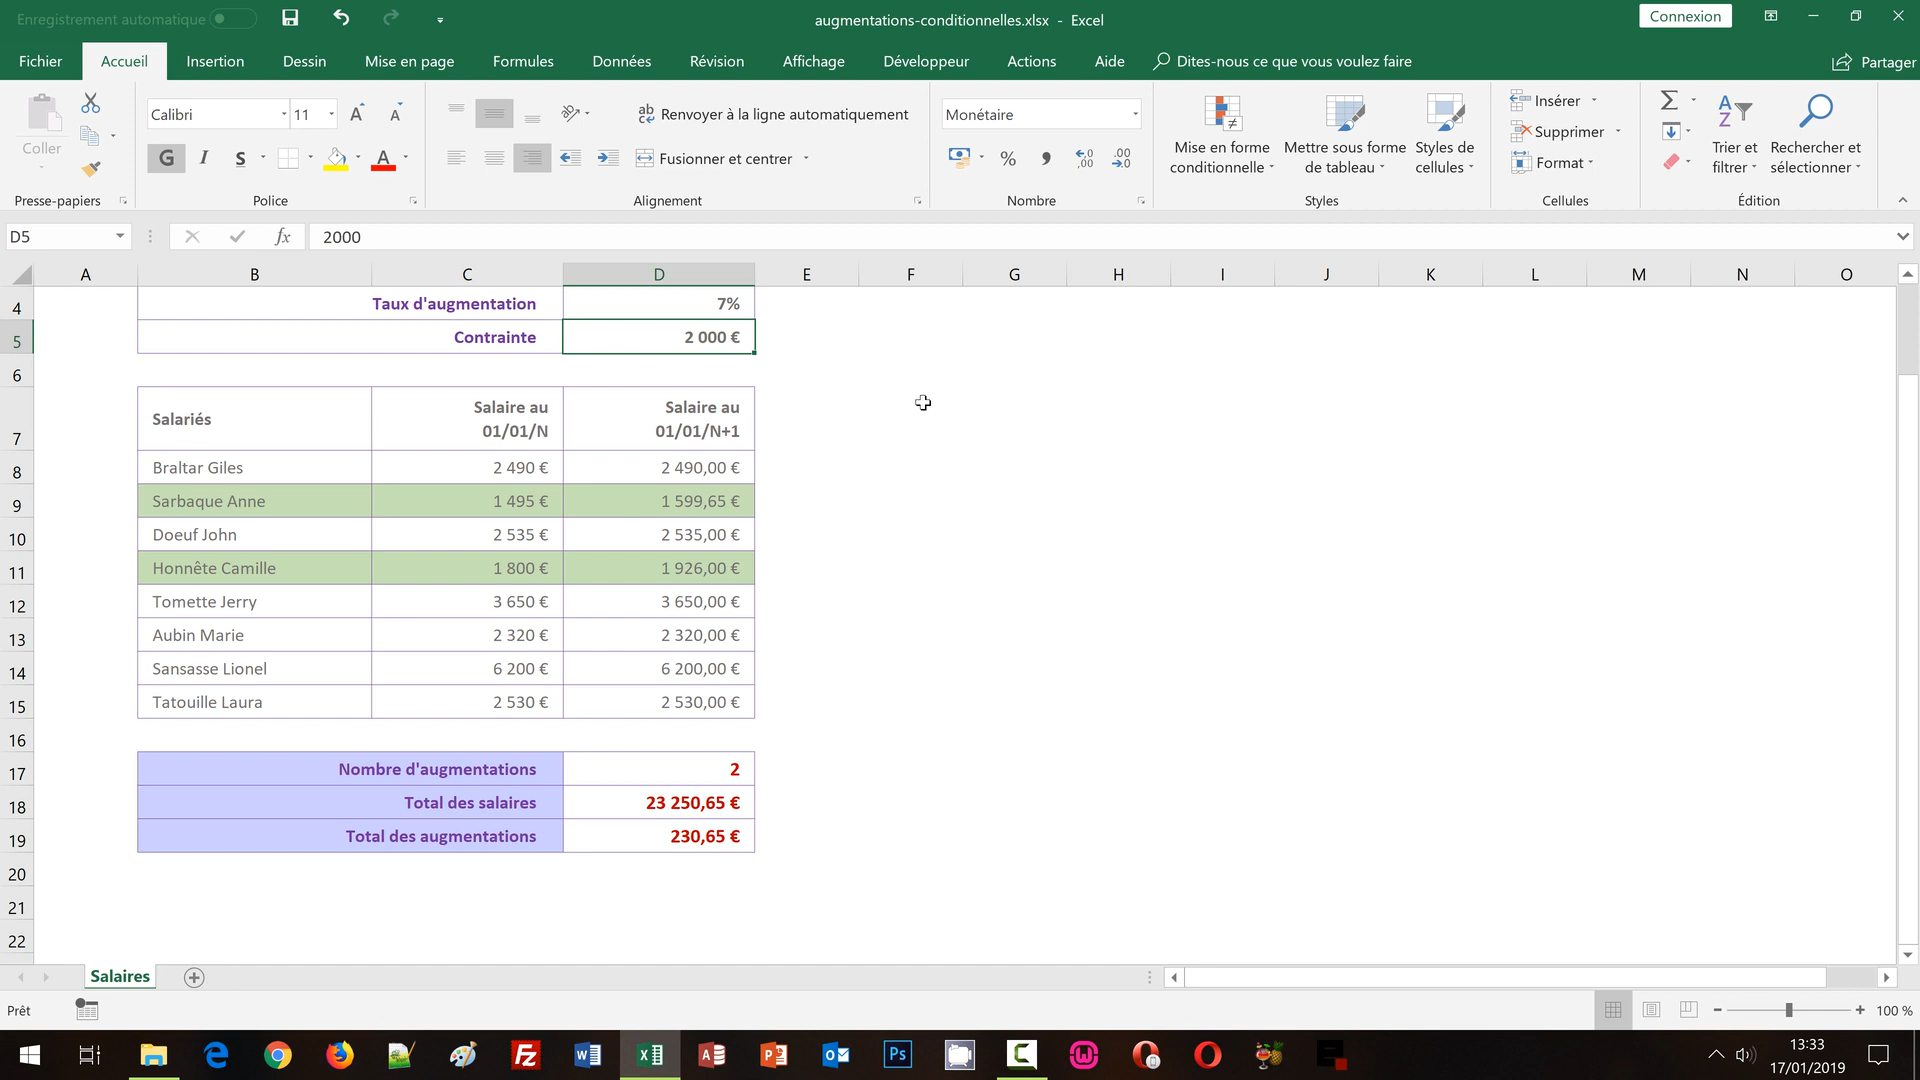 Enregistrement automatique
augmentations-conditionnelles.xlsx - Excel
Connexion
Fichier Accueil Insertion Dessin Mise en page Formules Données Révision Affichage Développeur Actions Aide Dites-nous ce que vous voulez faire Partager
Coller
Presse-papiers
Calibri 11
G I S A
Police
Renvoyer à la ligne automatiquement
Fusionner et centrer
Alignement
Monétaire
%
Nombre
Mise en forme conditionnelle
Mettre sous forme de tableau
Styles de cellules
Styles
Insérer
Supprimer
Format
Cellules
Trier et filtrer
Rechercher et sélectionner
Édition
D5 fx 2000
A B C D E F G H I J K L M N O
4 Taux d'augmentation 7%
5 Contrainte 2 000 €
6
7 Salariés Salaire au 01/01/N Salaire au 01/01/N+1
8 Braltar Giles 2 490 € 2 490,00 €
9 Sarbaque Anne 1 495 € 1 599,65 €
10 Doeuf John 2 535 € 2 535,00 €
11 Honnête Camille 1 800 € 1 926,00 €
12 Tomette Jerry 3 650 € 3 650,00 €
13 Aubin Marie 2 320 € 2 320,00 €
14 Sansasse Lionel 6 200 € 6 200,00 €
15 Tatouille Laura 2 530 € 2 530,00 €
16
17 Nombre d'augmentations 2
18 Total des salaires 23 250,65 €
19 Total des augmentations 230,65 €
20
21
22
Salaires
Prêt
100 %
13:33
17/01/2019